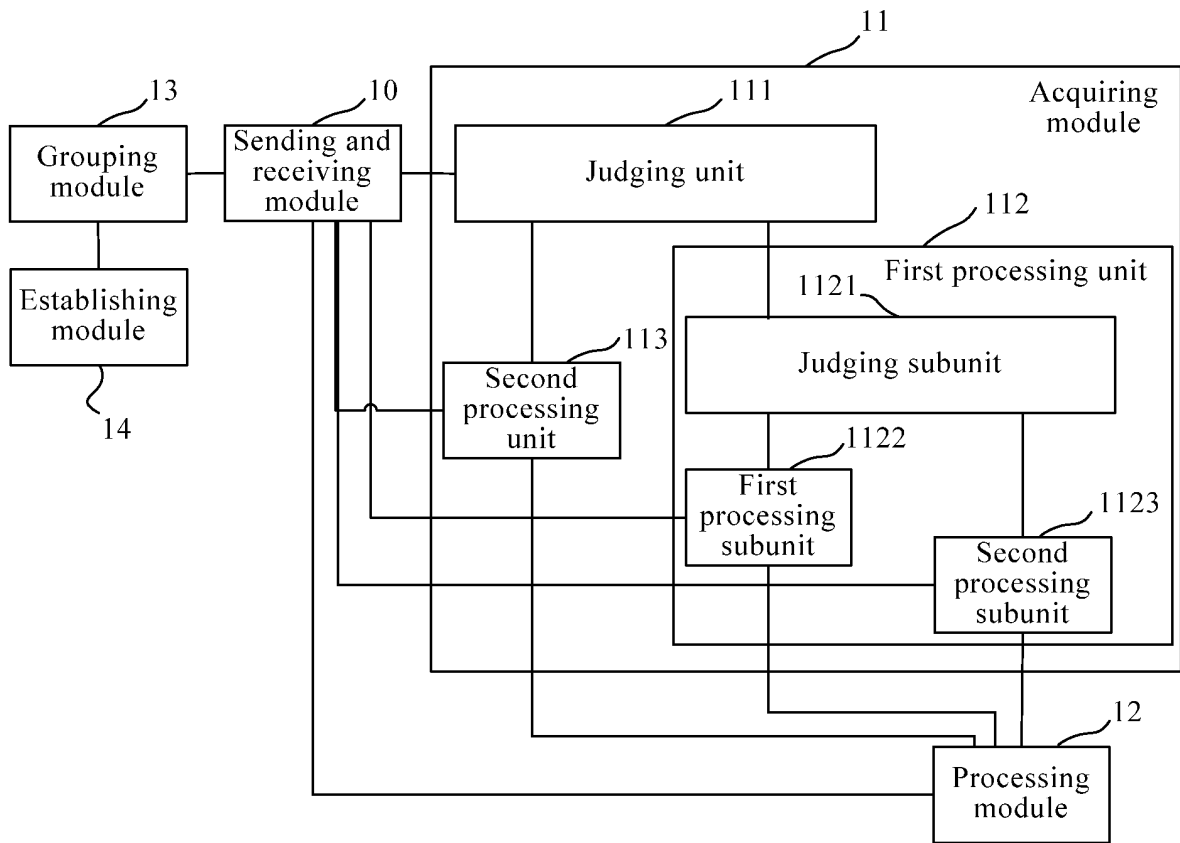 11
13
10
111
Acquiring
module
Grouping
module
Sending and
receiving
module
Judging unit
112
First processing unit
Establishing
module
1121
113
Judging subunit
Second
processing
unit
14
1122
First
processing
subunit
1123
Second
processing
subunit
12
Processing
module